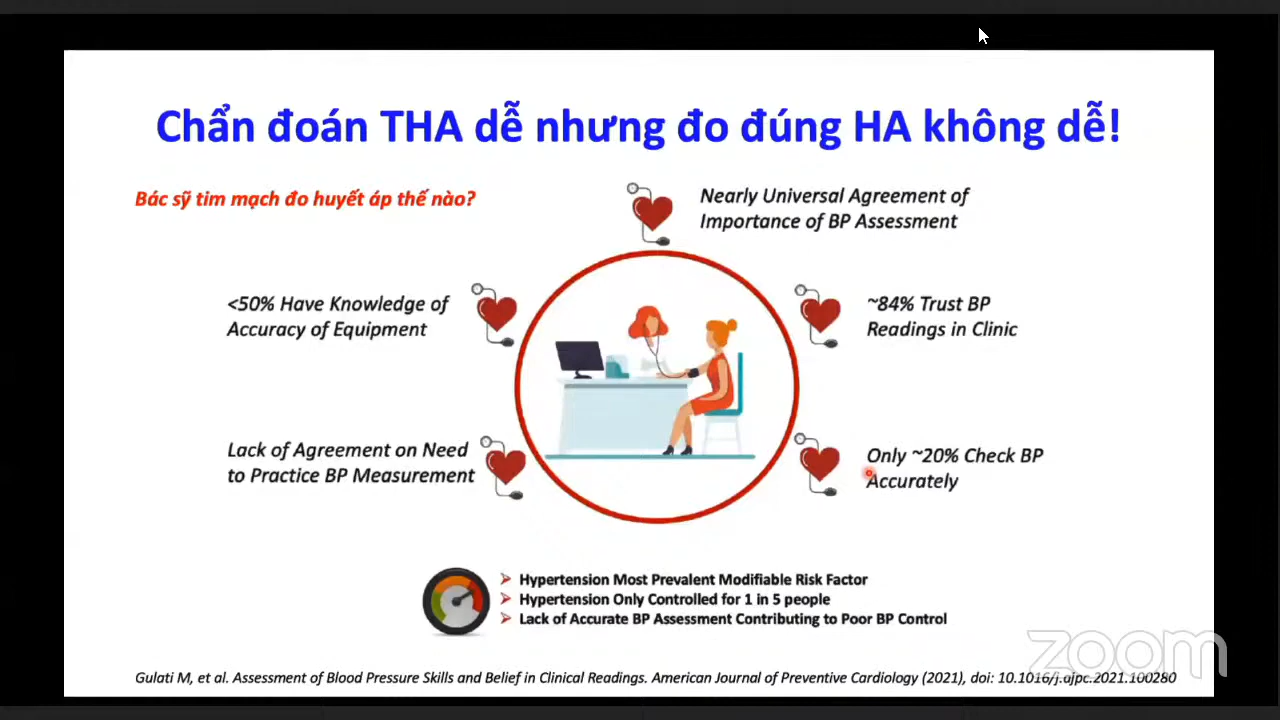 Chẩn đoán THA dễ nhưng đo đúng HA không dễ!
Bác sỹ tim mạch đo huyết áp thế nào?
Nearly Universal Agreement of
Importance of BP Assessment
<50% Have Knowledge of
Accuracy of Equipment
~84% Trust BP
Readings in Clinic
Lack of Agreement on Need
to Practice BP Measurement
Only ~20% Check BP
Accurately
➢ Hypertension Most Prevalent Modifiable Risk Factor
➢ Hypertension Only Controlled for 1 in 5 people
➢ Lack of Accurate BP Assessment Contributing to Poor BP Control
zoom
Gulati M, et al. Assessment of Blood Pressure Skills and Belief in Clinical Readings. American Journal of Preventive Cardiology (2021), doi: 10.1016/j.ajpc.2021.100280